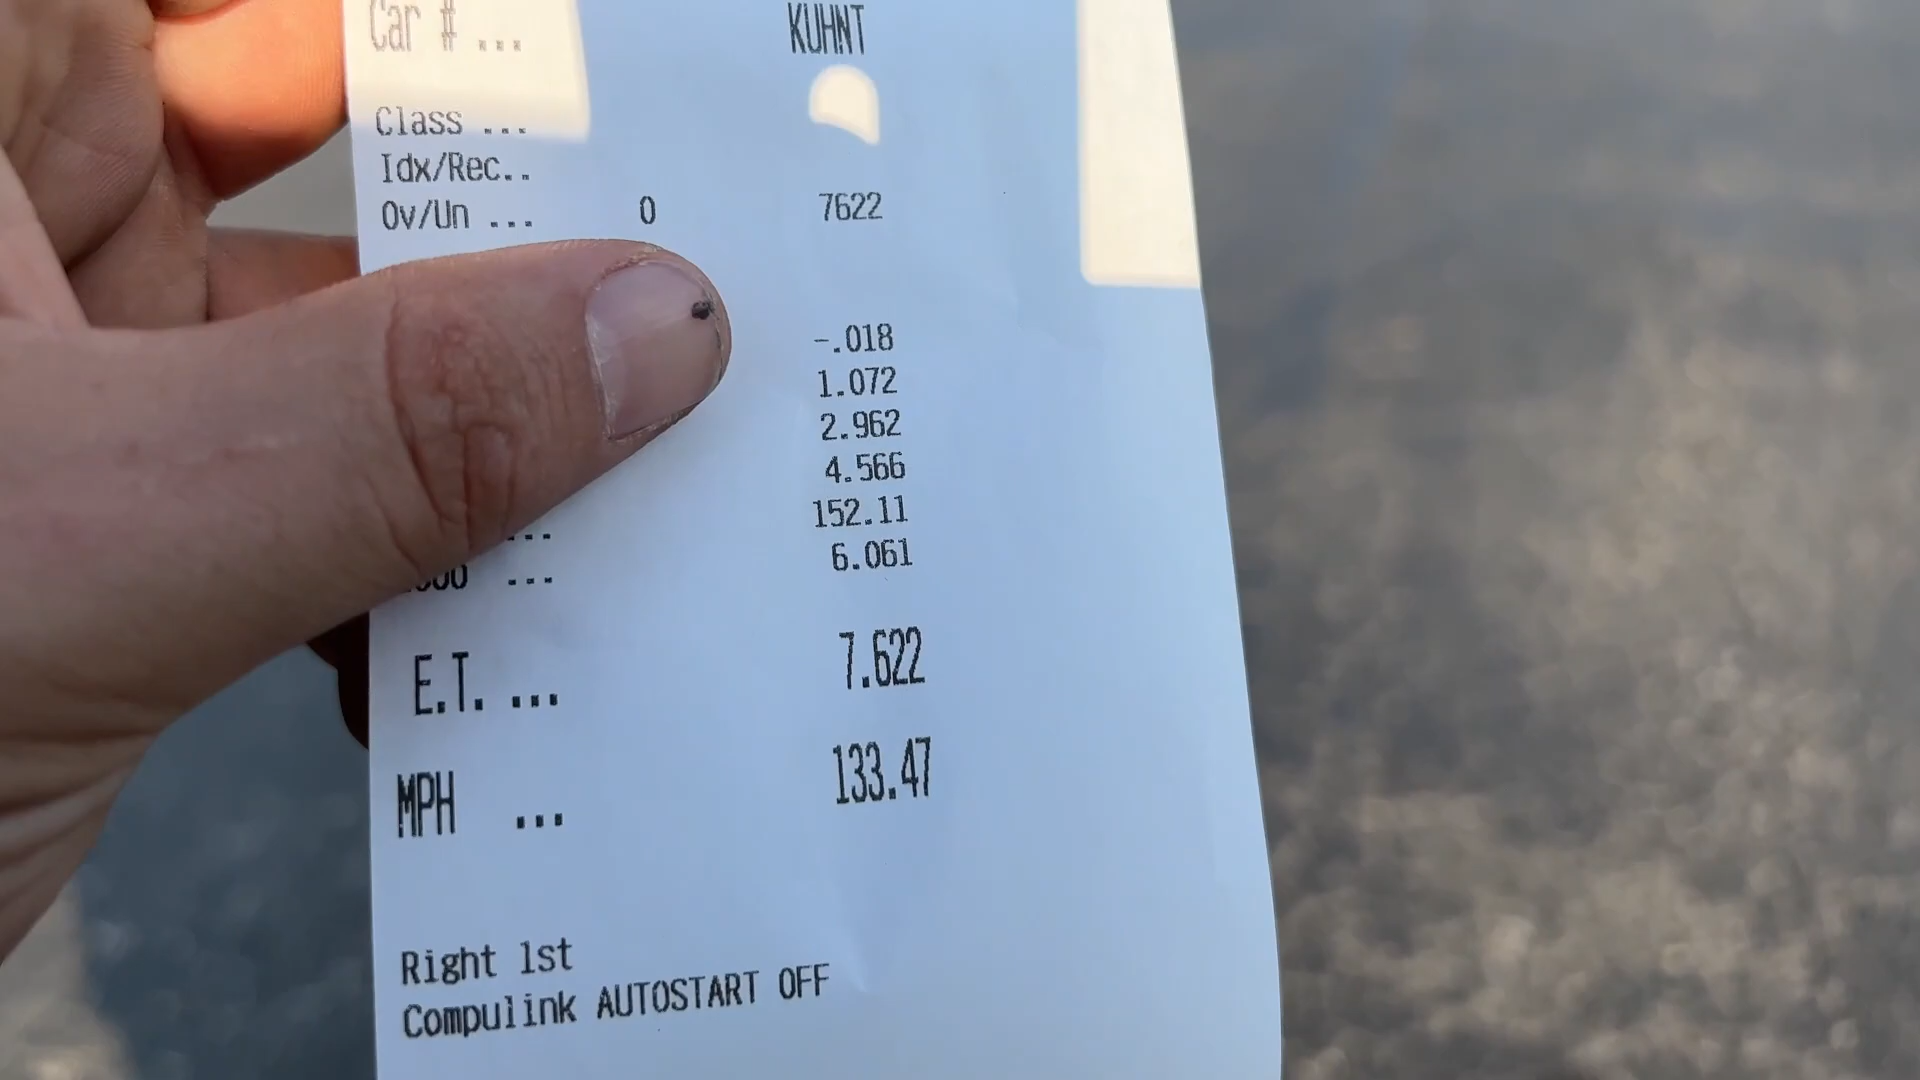 Car # ... KUHNT
Class ...
Idx/Rec..
Ov/Un ... 0 7622
-.018
1.072
2.962
4.566
... 152.11
... 6.061
E.T. ... 7.622
MPH ... 133.47
Right 1st
Compulink AUTOSTART OFF